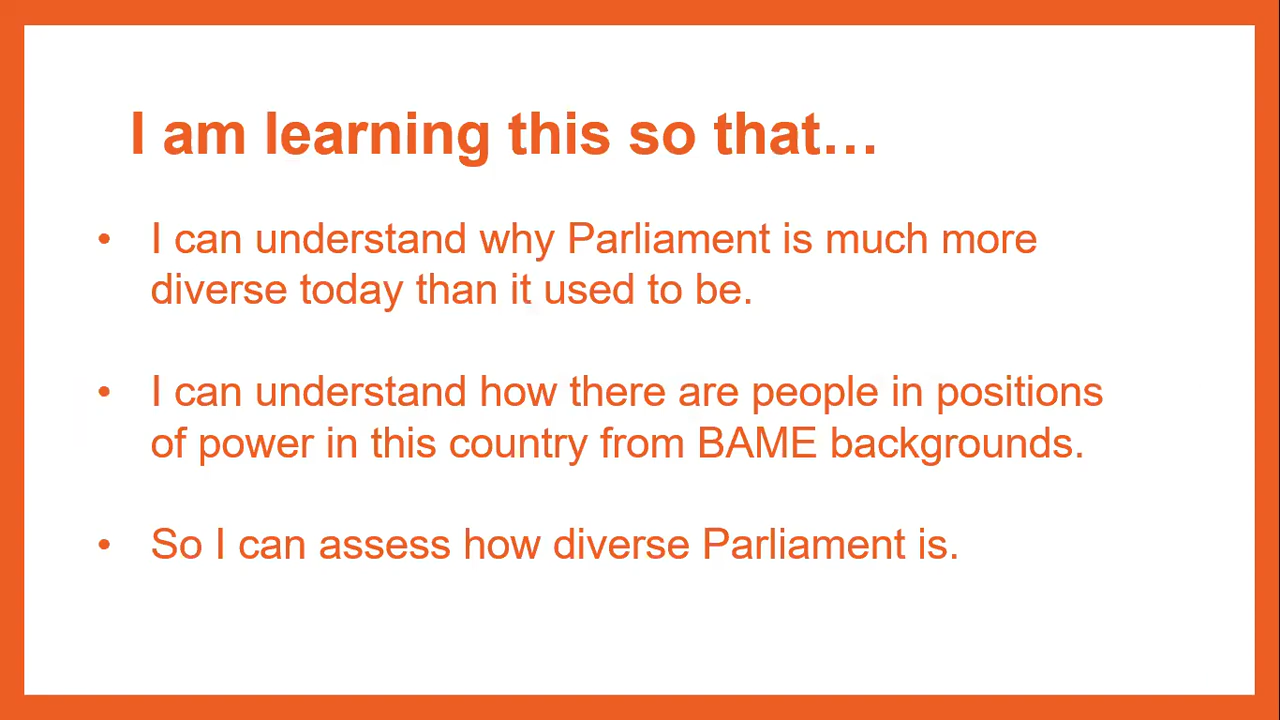 I am learning this so that…
• I can understand why Parliament is much more
diverse today than it used to be.
• I can understand how there are people in positions
of power in this country from BAME backgrounds.
• So I can assess how diverse Parliament is.